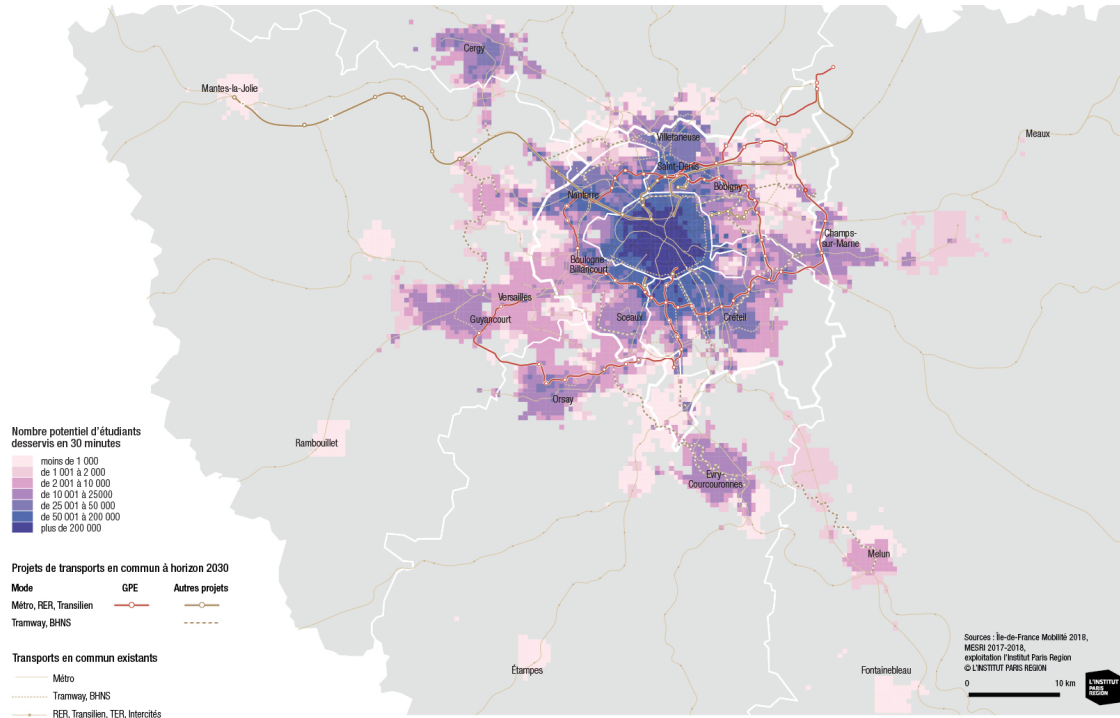 Cergy
Mantes-la-Jolie
Meaux
Villetaneuse
Saint-Denis
Bobigny
Nanterre
Champs-
sur-Marne
Boulogne-
Billancourt
Versailles
Guyancourt
Sceaux
Créteil
Orsay
Rambouillet
Evry-
Courcouronnes
Melun
Étampes
Fontainebleau
Nombre potentiel d'étudiants
desservis en 30 minutes
moins de 1 000
de 1 001 à 2 000
de 2 001 à 10 000
de 10 001 à 25000
de 25 001 à 50 000
de 50 001 à 200 000
plus de 200 000
Projets de transports en commun à horizon 2030
Mode GPE Autres projets
Métro, RER, Transilien
Tramway, BHNS
Transports en commun existants
Métro
Tramway, BHNS
RER, Transilien, TER, Intercités
Sources : Île-de-France Mobilité 2018,
MESRI 2017-2018,
exploitation l'Institut Paris Region
© L'INSTITUT PARIS REGION
0 10 km
L'INSTITUT
PARIS
REGION